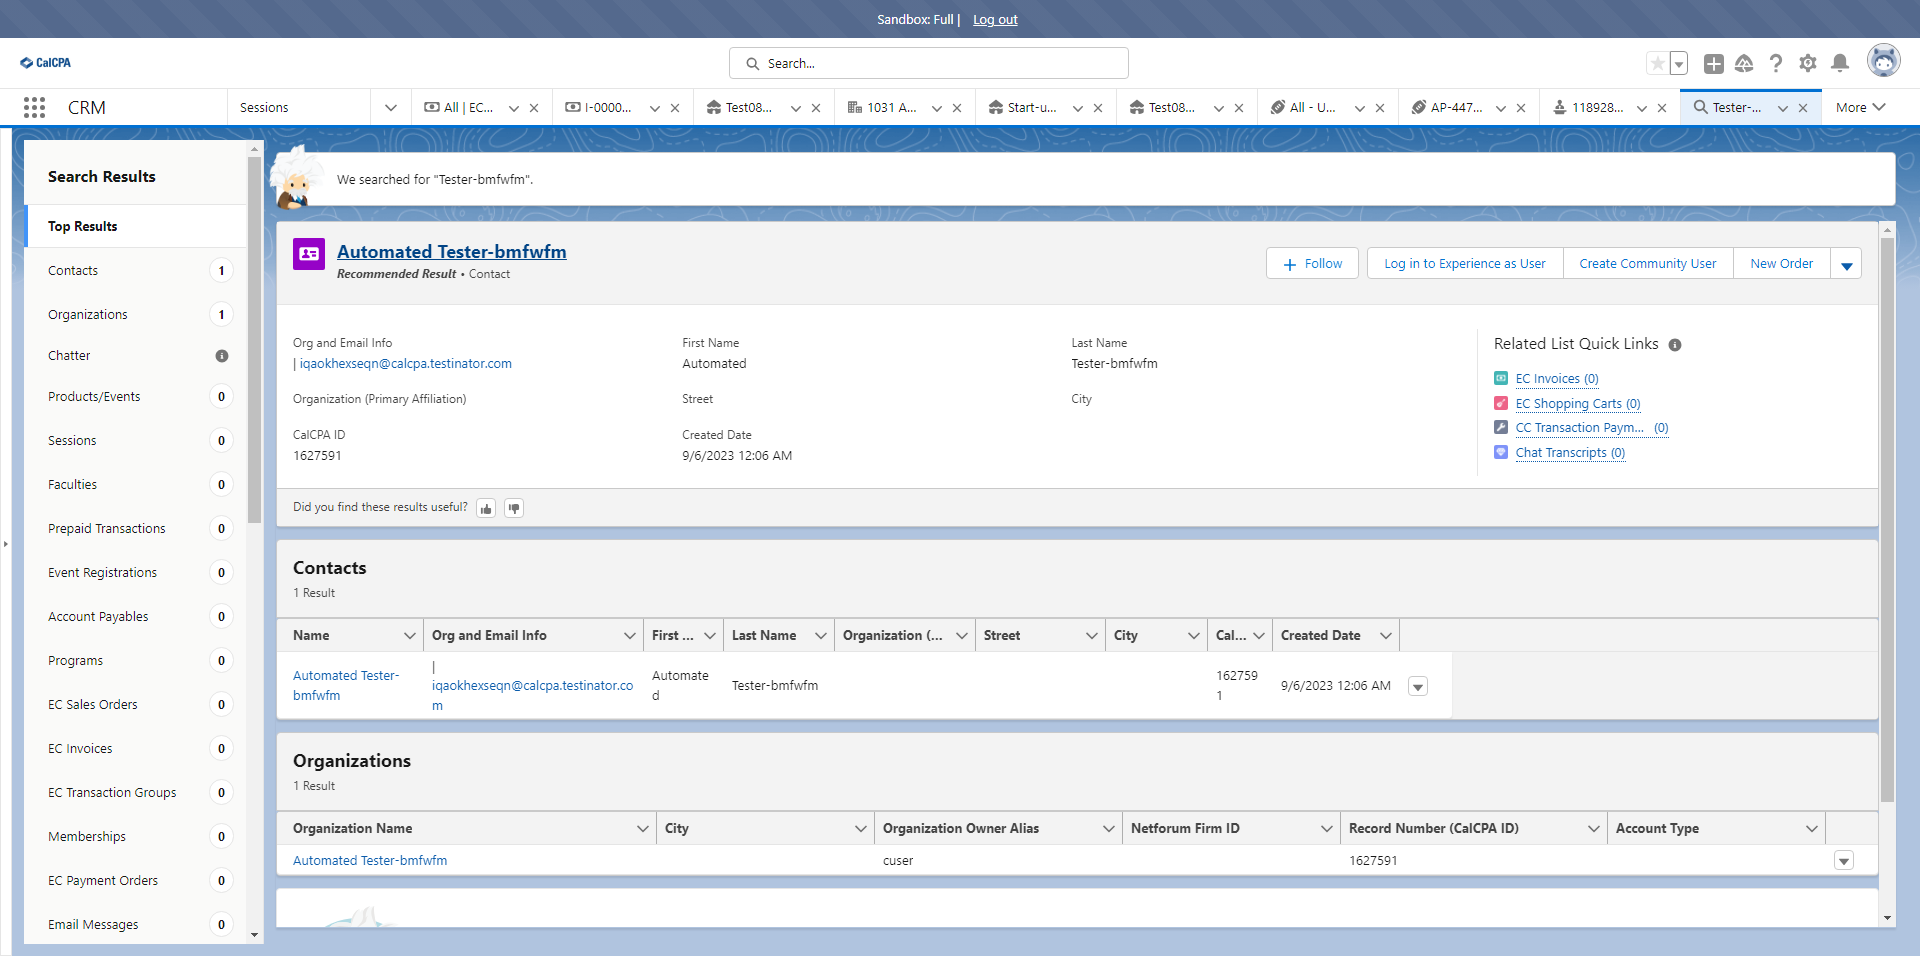 Sandbox: Full | Log out
CalCPA
Search...
CRM
Sessions
All | EC...
I-0000...
Test08...
1031 A...
Start-u...
Test08...
All - U...
AP-447...
118928...
Tester-...
More
Search Results
Top Results
Contacts 1
Organizations 1
Chatter
Products/Events 0
Sessions 0
Faculties 0
Prepaid Transactions 0
Event Registrations 0
Account Payables 0
Programs 0
EC Sales Orders 0
EC Invoices 0
EC Transaction Groups 0
Memberships 0
EC Payment Orders 0
Email Messages 0
We searched for "Tester-bmfwfm".
Automated Tester-bmfwfm
Recommended Result • Contact
Follow
Log in to Experience as User
Create Community User
New Order
Org and Email Info
| iqaokhexseqn@calcpa.testinator.com
First Name
Automated
Last Name
Tester-bmfwfm
Organization (Primary Affiliation)
Street
City
CalCPA ID
1627591
Created Date
9/6/2023 12:06 AM
Related List Quick Links
EC Invoices (0)
EC Shopping Carts (0)
CC Transaction Paym... (0)
Chat Transcripts (0)
Did you find these results useful?
Contacts
1 Result
Name Org and Email Info First ... Last Name Organization (... Street City Cal... Created Date
Automated Tester-
bmfwfm
|
iqaokhexseqn@calcpa.testinator.co
m
Automate
d
Tester-bmfwfm
162759
1
9/6/2023 12:06 AM
Organizations
1 Result
Organization Name City Organization Owner Alias Netforum Firm ID Record Number (CalCPA ID) Account Type
Automated Tester-bmfwfm cuser 1627591